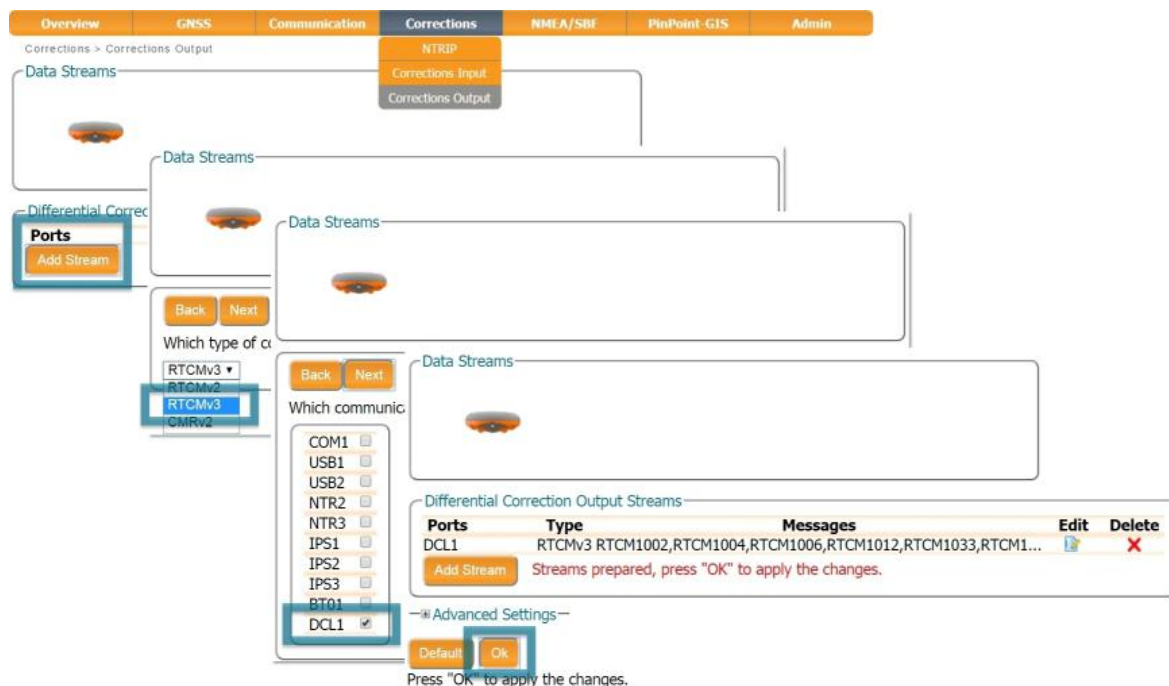 Overview GNSS Communication Corrections NMEA/SBF PinPoint-GIS Admin
Corrections > Corrections Output
NTRIP
Corrections Input
Corrections Output
Data Streams
Data Streams
Data Streams
Data Streams
Differential Correc
Ports
Add Stream
Back Next
Which type of co
RTCMv3
RTCMv2
RTCMv3
CMRv2
Back Next
Which communic
COM1
USB1
USB2
NTR2
NTR3
IPS1
IPS2
IPS3
BT01
DCL1
Differential Correction Output Streams
Ports Type Messages Edit Delete
DCL1 RTCMv3 RTCM1002,RTCM1004,RTCM1006,RTCM1012,RTCM1033,RTCM1...
Add Stream Streams prepared, press "OK" to apply the changes.
Advanced Settings
Default Ok
Press "OK" to apply the changes.